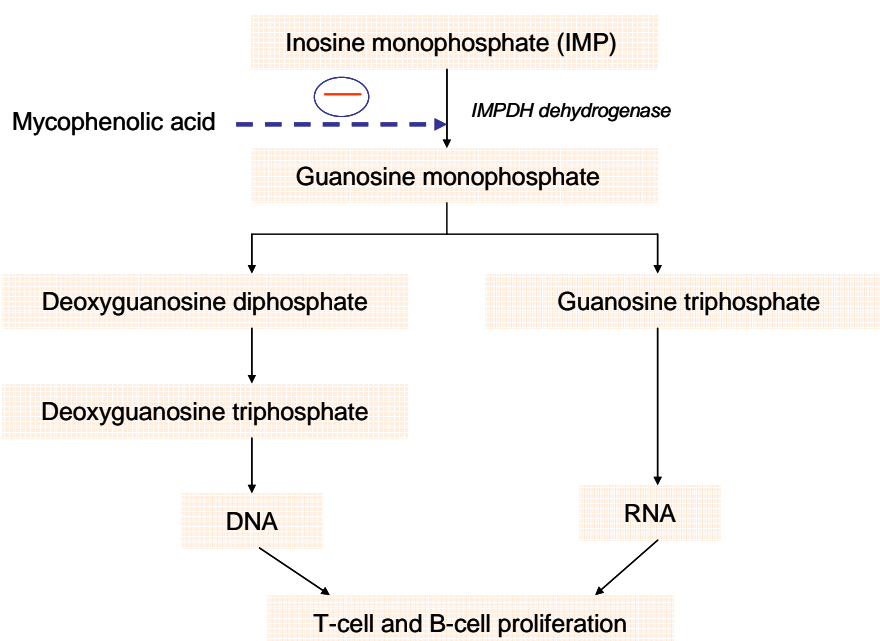 Inosine monophosphate (IMP)
Mycophenolic acid
IMPDH dehydrogenase
Guanosine monophosphate
Deoxyguanosine diphosphate
Guanosine triphosphate
Deoxyguanosine triphosphate
DNA
RNA
T-cell and B-cell proliferation